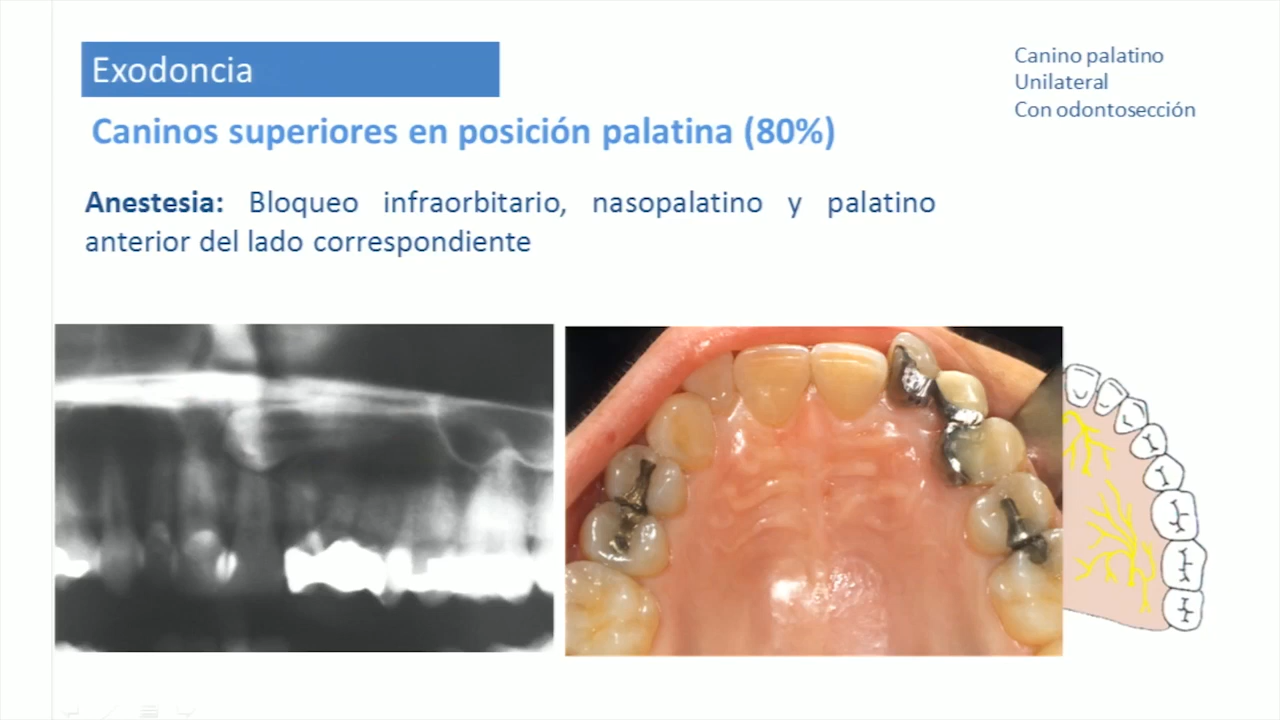 Exodoncia
Canino palatino
Unilateral
Con odontosección
Caninos superiores en posición palatina (80%)
Anestesia: Bloqueo infraorbitario, nasopalatino y palatino
anterior del lado correspondiente